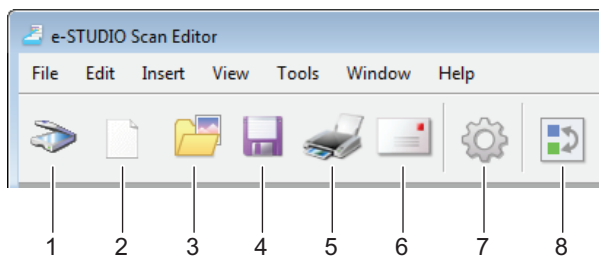 e-STUDIO Scan Editor
File Edit Insert View Tools Window Help
1 2 3 4 5 6 7 8